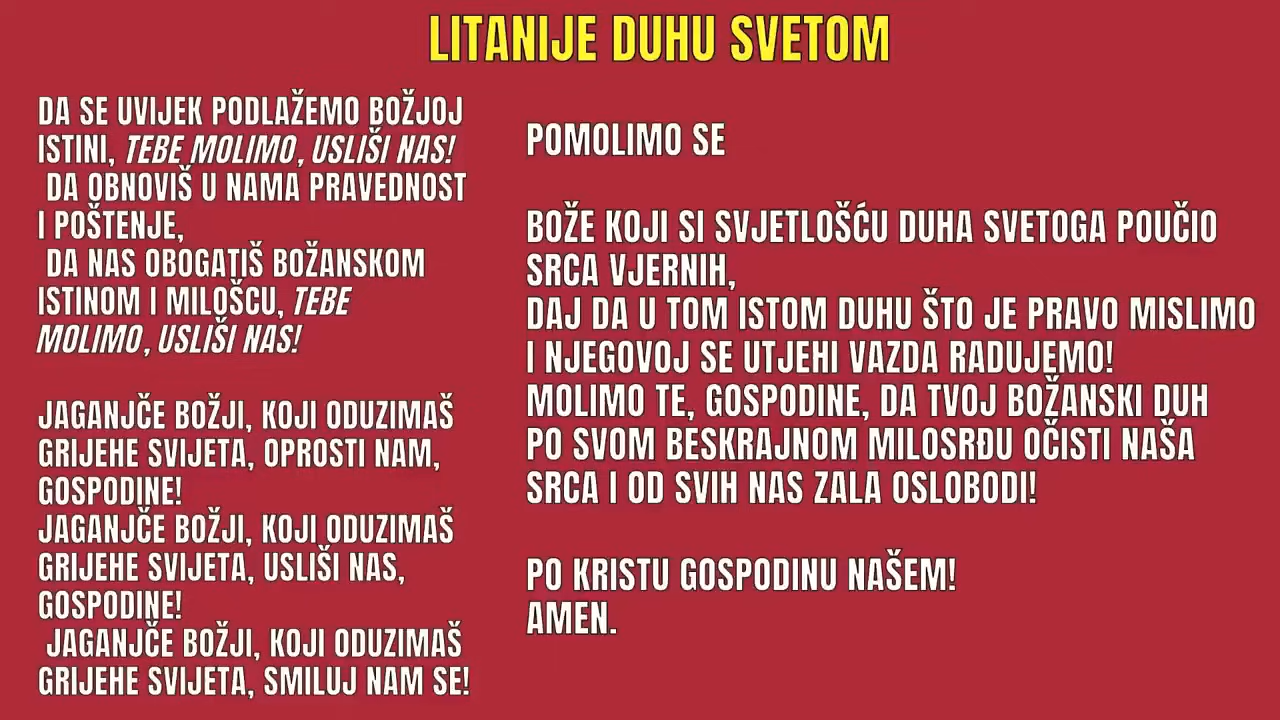 LITANIJE DUHU SVETOM
DA SE UVIJEK PODLAŽEMO BOŽJOJ
ISTINI, TEBE MOLIMO, USLIŠI NAS!
DA OBNOVIŠ U NAMA PRAVEDNOST
I POŠTENJE,
DA NAS OBOGATIŠ BOŽANSKOM
ISTINOM I MILOŠCU, TEBE
MOLIMO, USLIŠI NAS!
JAGANJČE BOŽJI, KOJI ODUZIMAŠ
GRIJEHE SVIJETA, OPROSTI NAM,
GOSPODINE!
JAGANJČE BOŽJI, KOJI ODUZIMAŠ
GRIJEHE SVIJETA, USLIŠI NAS,
GOSPODINE!
JAGANJČE BOŽJI, KOJI ODUZIMAŠ
GRIJEHE SVIJETA, SMILUJ NAM SE!
POMOLIMO SE
BOŽE KOJI SI SVJETLOŠĆU DUHA SVETOGA POUČIO
SRCA VJERNIH,
DAJ DA U TOM ISTOM DUHU ŠTO JE PRAVO MISLIMO
I NJEGOVOJ SE UTJEHI VAZDA RADUJEMO!
MOLIMO TE, GOSPODINE, DA TVOJ BOŽANSKI DUH
PO SVOM BESKRAJNOM MILOSRĐU OČISTI NAŠA
SRCA I OD SVIH NAS ZALA OSLOBODI!
PO KRISTU GOSPODINU NAŠEM!
AMEN.